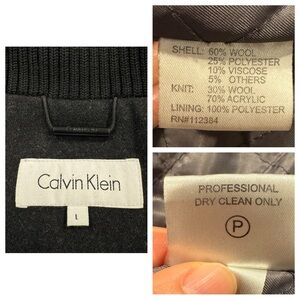 Calvin Klein
L
SHELL: 60% WOOL
25% POLYESTER
10% VISCOSE
5% OTHERS
KNIT: 30% WOOL
70% ACRYLIC
LINING: 100% POLYESTER
RN#112384
PROFESSIONAL
DRY CLEAN ONLY
P